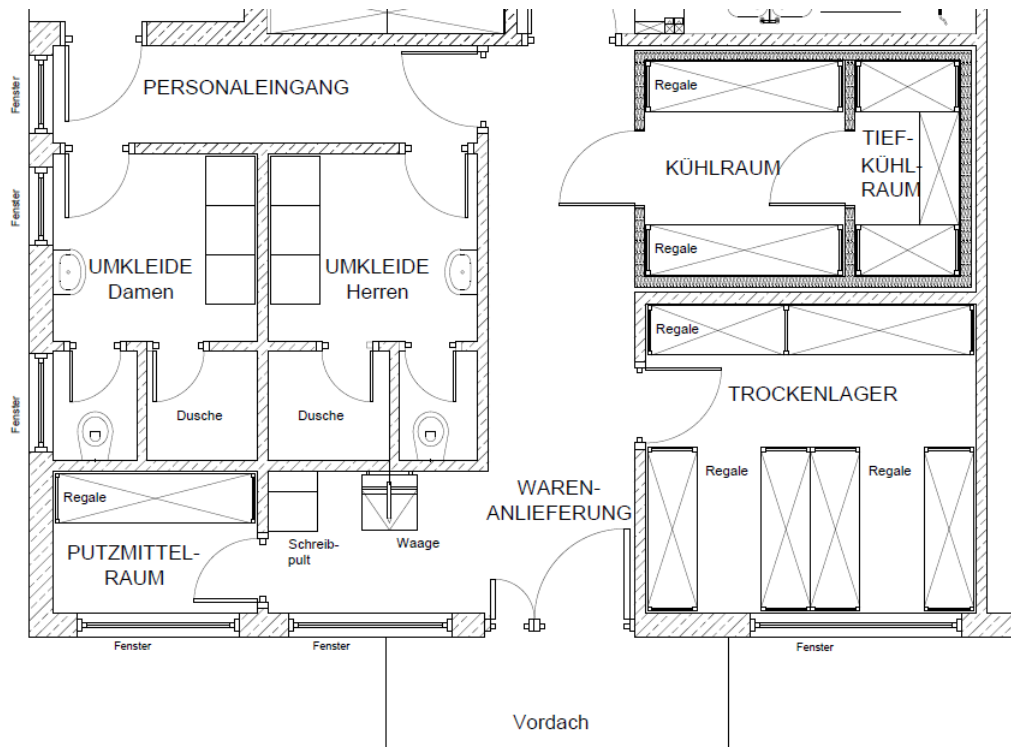 Fenster
PERSONALEINGANG
Regale
TIEF-
KÜHL-
RAUM
KÜHLRAUM
Fenster
Regale
UMKLEIDE
Damen
UMKLEIDE
Herren
Regale
TROCKENLAGER
Fenster
Dusche
Dusche
Regale
Regale
Regale
WAREN-
ANLIEFERUNG
PUTZMITTEL-
RAUM
Schreib-
pult
Waage
Fenster
Fenster
Fenster
Vordach